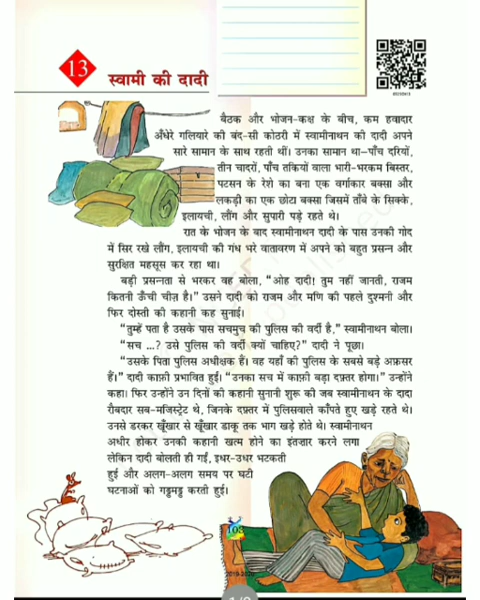 13
स्वामी की दादी
बैठक और भोजन-कक्ष के बीच, कम हवादार
अँधेरे गलियारे की बंद-सी कोठरी में स्वामीनाथन की दादी अपने
सारे सामान के साथ रहती थीं। उनका सामान था–पाँच दरियों,
तीन चादरों, पाँच तकियों वाला भारी-भरकम बिस्तर,
पटसन के रेशे का बना एक वर्गाकार बक्सा और
लकड़ी का एक छोटा बक्सा जिसमें ताँबे के सिक्के,
इलायची, लौंग और सुपारी पड़े रहते थे।
रात के भोजन के बाद स्वामीनाथन दादी के पास उनकी गोद
में सिर रखे लौंग, इलायची की गंध भरे वातावरण में अपने को बहुत प्रसन्न और
सुरक्षित महसूस कर रहा था।
बड़ी प्रसन्नता से भरकर वह बोला, “ओह दादी! तुम नहीं जानती, राजम
कितनी ऊँची चीज़ है।” उसने दादी को राजम और मणि की पहले दुश्मनी और
फिर दोस्ती की कहानी कह सुनाई।
“तुम्हें पता है उसके पास सचमुच की पुलिस की वर्दी है,” स्वामीनाथन बोला।
“सच ...? उसे पुलिस की वर्दी क्यों चाहिए?” दादी ने पूछा।
“उसके पिता पुलिस अधीक्षक हैं। वह यहाँ की पुलिस के सबसे बड़े अफ़सर
हैं।” दादी काफ़ी प्रभावित हुईं। “उनका सच में काफ़ी बड़ा दफ़्तर होगा।” उन्होंने
कहा। फिर उन्होंने उन दिनों की कहानी सुनानी शुरू की जब स्वामीनाथन के दादा
रौबदार सब-मजिस्ट्रेट थे, जिनके दफ़्तर में पुलिसवाले काँपते हुए खड़े रहते थे।
उनसे डरकर खूँखार से खूँखार डाकू तक भाग खड़े होते थे। स्वामीनाथन
अधीर होकर उनकी कहानी खत्म होने का इंतज़ार करने लगा
लेकिन दादी बोलती ही गईं, इधर-उधर भटकती
हुई और अलग-अलग समय पर घटी
घटनाओं को गड्डमड्ड करती हुई।
2019-2020